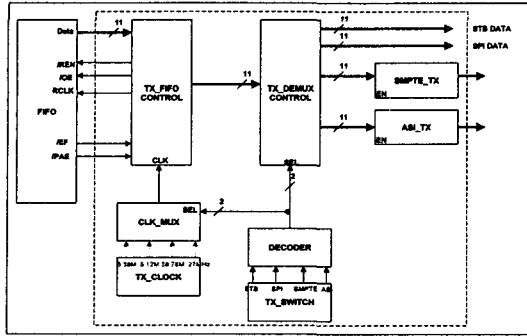 Data
11
/REN
/OE
RCLK
FIFO
/EF
/PAE
TX_FIFO
CONTROL
CLK
11
TX_DEMUX
CONTROL
SEL
11
STB DATA
11
SPI DATA
11
SMPTE_TX
EN
11
ASI_TX
EN
2
2
SEL
CLK_MUX
27MHz
TX_CLOCK
DECODER
STB SPI SMPTE ASI
TX_SWITCH